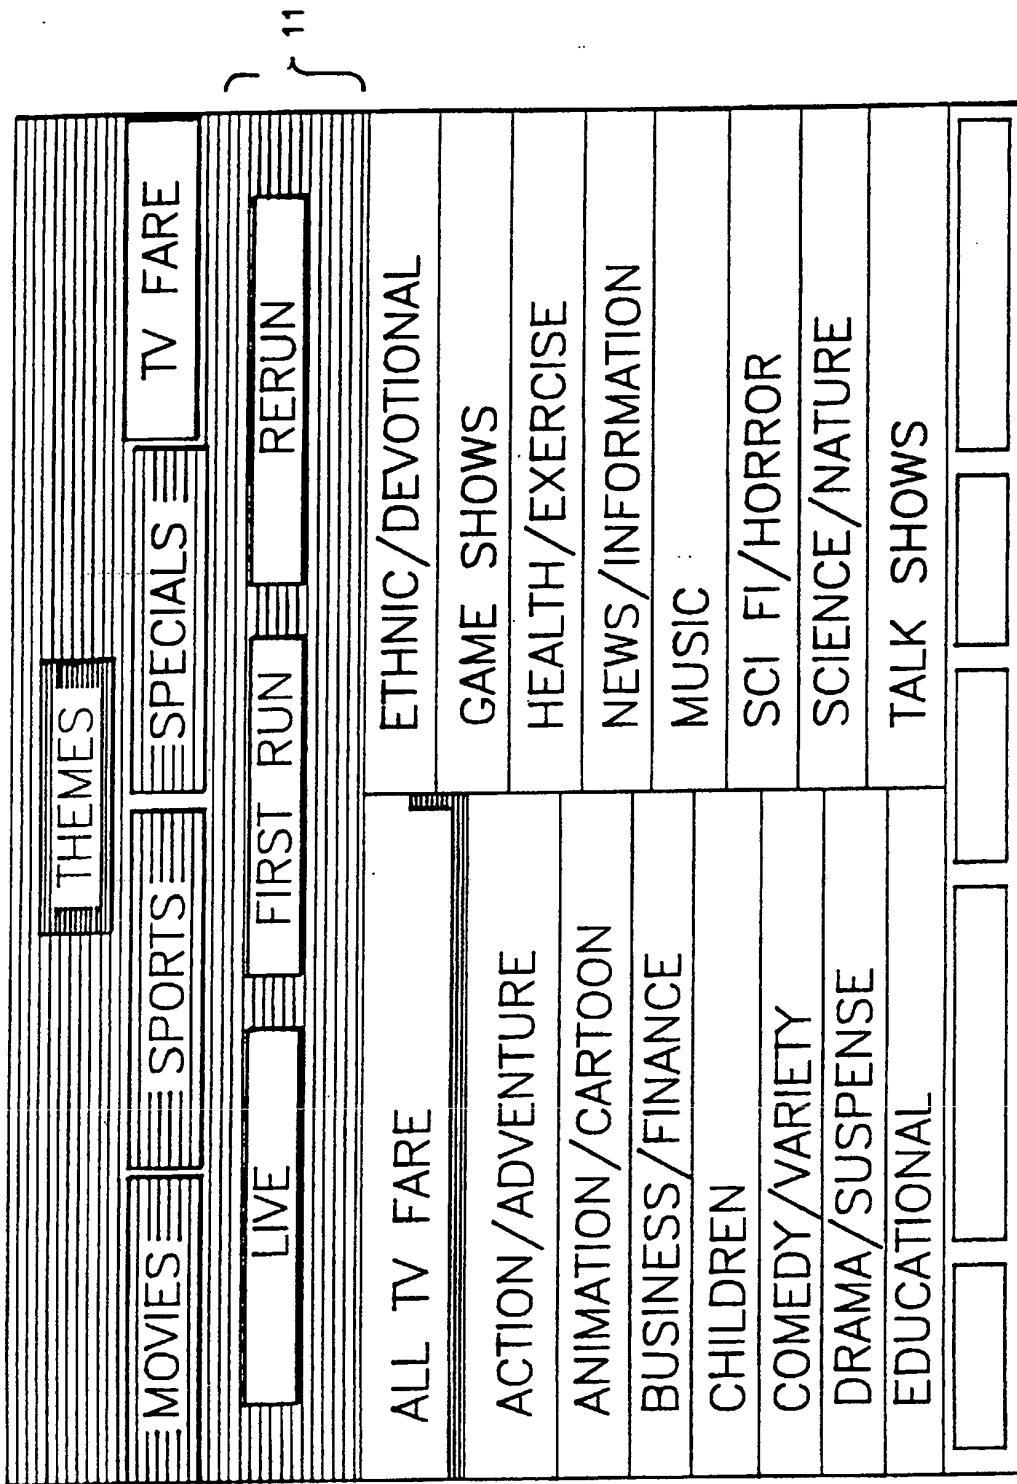 THEMES
MOVIES SPORTS SPECIALS TV FARE
LIVE FIRST RUN RERUN
11
ALL TV FARE
ACTION/ADVENTURE
ANIMATION/CARTOON
BUSINESS/FINANCE
CHILDREN
COMEDY/VARIETY
DRAMA/SUSPENSE
EDUCATIONAL
ETHNIC/DEVOTIONAL
GAME SHOWS
HEALTH/EXERCISE
NEWS/INFORMATION
MUSIC
SCI FI/HORROR
SCIENCE/NATURE
TALK SHOWS